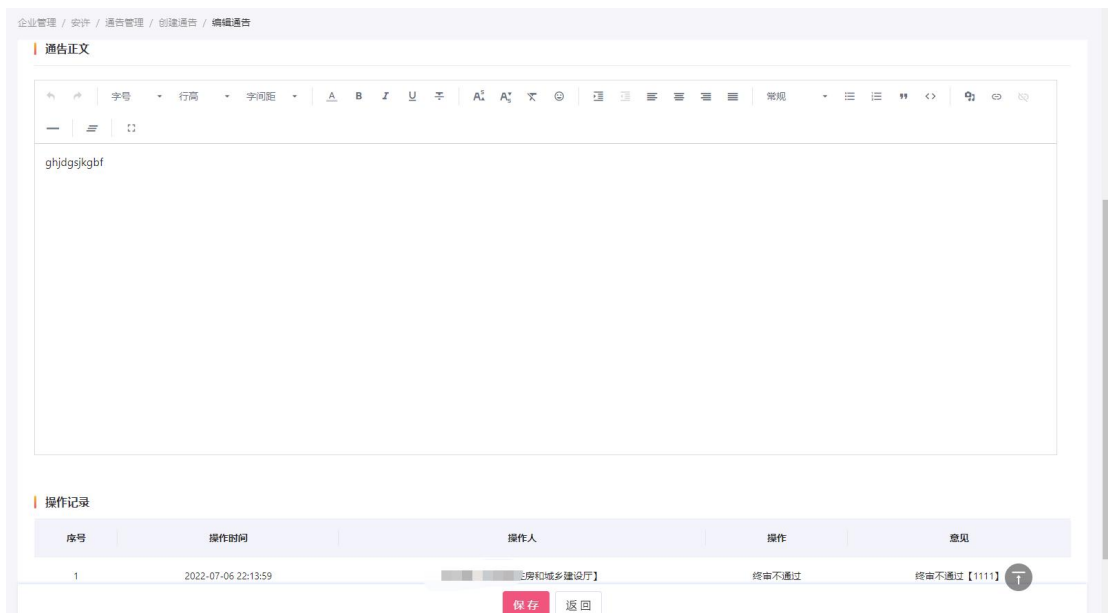 企业管理 / 安许 / 通告管理 / 创建通告 / 编辑通告
通告正文
字号 行高 字间距 A B I U 常规
ghjdgsjkgbf
操作记录
序号 操作时间 操作人 操作 意见
1 2022-07-06 22:13:59 房和城乡建设厅】 终审不通过 终审不通过【1111】
保存 返回